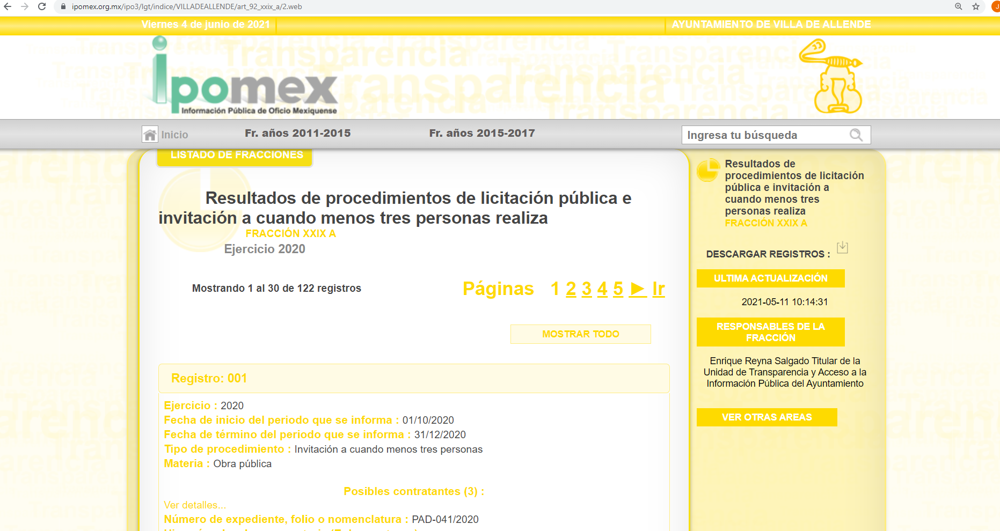 ipomex.org.mx/ipo3/lgt/indice/VILLADEALLENDE/art_92_xxix_a/2.web
J
Viernes 4 de junio de 2021
AYUNTAMIENTO DE VILLA DE ALLENDE
Transparencia
ipomex
Información Pública de Oficio Mexiquense
Inicio
Fr. años 2011-2015
Fr. años 2015-2017
Ingresa tu búsqueda
LISTADO DE FRACCIONES
Resultados de procedimientos de licitación pública e
invitación a cuando menos tres personas realiza
FRACCIÓN XXIX A
Ejercicio 2020
Mostrando 1 al 30 de 122 registros
Páginas 1 2 3 4 5 ► Ir
MOSTRAR TODO
Registro: 001
Ejercicio : 2020
Fecha de inicio del periodo que se informa : 01/10/2020
Fecha de término del periodo que se informa : 31/12/2020
Tipo de procedimiento : Invitación a cuando menos tres personas
Materia : Obra pública
Posibles contratantes (3) :
Ver detalles...
Número de expediente, folio o nomenclatura : PAD-041/2020
Resultados de
procedimientos de licitación
pública e invitación a
cuando menos tres
personas realiza
FRACCIÓN XXIX A
DESCARGAR REGISTROS :
ULTIMA ACTUALIZACIÓN
2021-05-11 10:14:31
RESPONSABLES DE LA
FRACCIÓN
Enrique Reyna Salgado Titular de la
Unidad de Transparencia y Acceso a la
Información Pública del Ayuntamiento
VER OTRAS AREAS